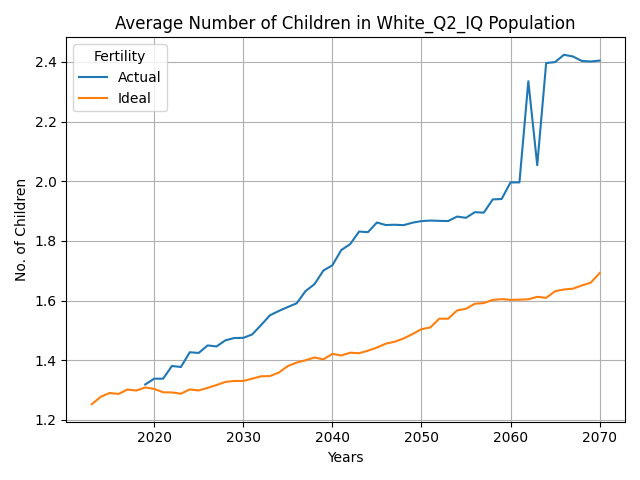 Average Number of Children in White_Q2_IQ Population
Fertility
Actual
Ideal
No. of Children
2.4
2.2
2.0
1.8
1.6
1.4
1.2
2020 2030 2040 2050 2060 2070
Years